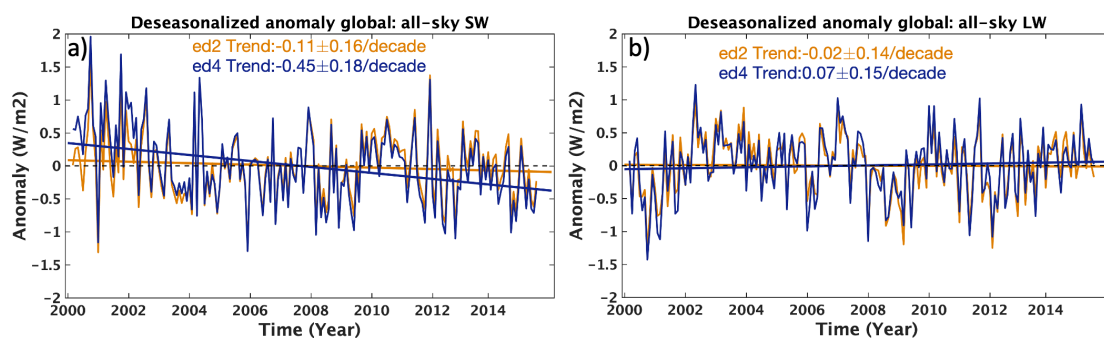 Deseasonalized anomaly global: all-sky SW
a)
ed2 Trend:-0.11±0.16/decade
ed4 Trend:-0.45±0.18/decade
Anomaly (W/m2)
2
1.5
1
0.5
0
-0.5
-1
-1.5
-2
2000 2002 2004 2006 2008 2010 2012 2014
Time (Year)
Deseasonalized anomaly global: all-sky LW
b)
ed2 Trend:-0.02±0.14/decade
ed4 Trend:0.07±0.15/decade
Anomaly (W/m2)
2
1.5
1
0.5
0
-0.5
-1
-1.5
-2
2000 2002 2004 2006 2008 2010 2012 2014
Time (Year)